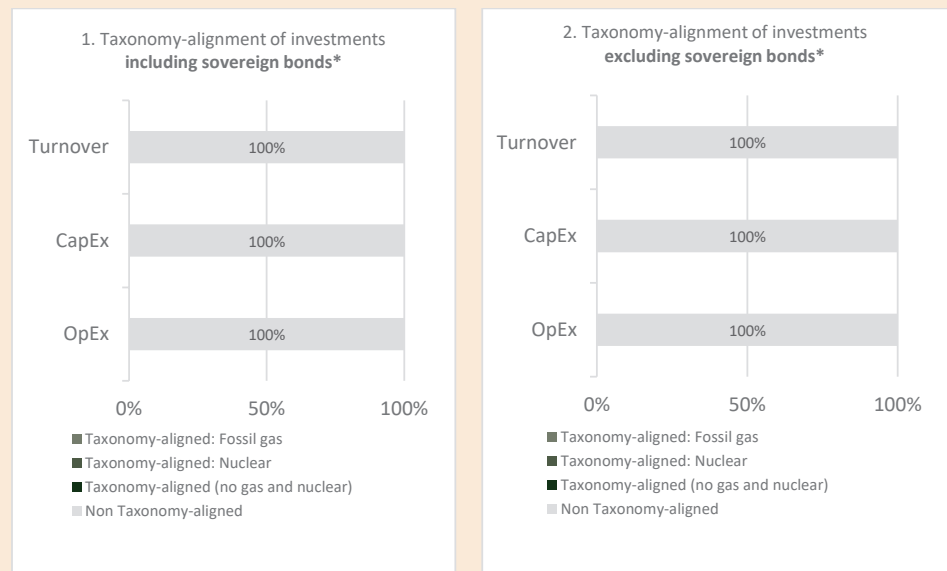 1. Taxonomy-alignment of investments
including sovereign bonds*
Turnover
100%
CapEx
100%
OpEx
100%
0%
50%
100%
Taxonomy-aligned: Fossil gas
Taxonomy-aligned: Nuclear
Taxonomy-aligned (no gas and nuclear)
Non Taxonomy-aligned
2. Taxonomy-alignment of investments
excluding sovereign bonds*
Turnover
100%
CapEx
100%
OpEx
100%
0%
50%
100%
Taxonomy-aligned: Fossil gas
Taxonomy-aligned: Nuclear
Taxonomy-aligned (no gas and nuclear)
Non Taxonomy-aligned